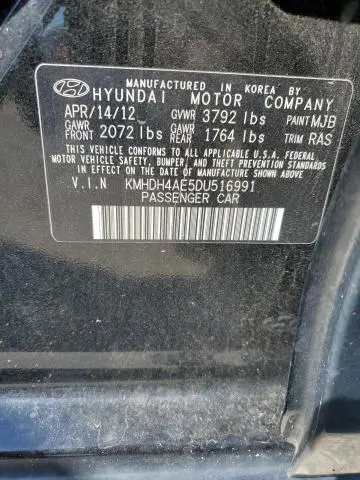 MANUFACTURED IN KOREA BY
HYUNDAI MOTOR COMPANY
APR/14/12 GVWR 3792 lbs PAINT MJB
GAWR FRONT 2072 lbs GAWR REAR 1764 lbs TRIM RAS
THIS VEHICLE CONFORMS TO ALL APPLICABLE U.S.A. FEDERAL
MOTOR VEHICLE SAFETY, BUMPER, AND THEFT PREVENTION
STANDARDS IN EFFECT ON THE DATE OF MANUFACTURE SHOWN ABOVE.
V.I.N KMHDH4AE5DU516991
PASSENGER CAR